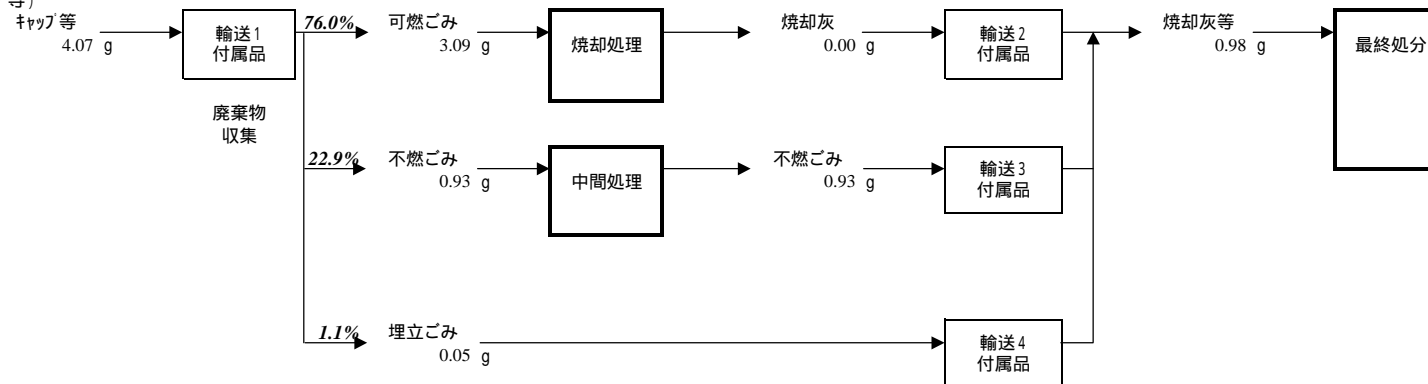 等）
ｷｬｯﾌﾟ等
4.07 g
輸送1
付属品
廃棄物
収集
76.0%
可燃ごみ
3.09 g
焼却処理
焼却灰
0.00 g
輸送2
付属品
焼却灰等
0.98 g
最終処分
22.9%
不燃ごみ
0.93 g
中間処理
不燃ごみ
0.93 g
輸送3
付属品
1.1%
埋立ごみ
0.05 g
輸送4
付属品